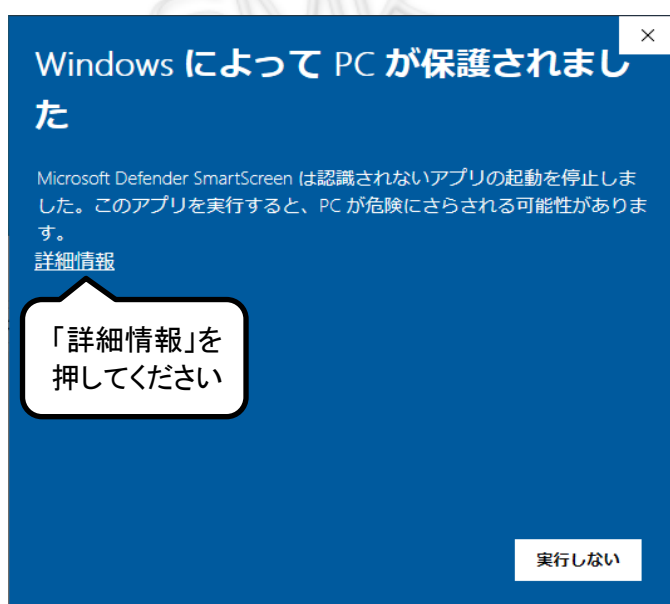 Windows によって PC が保護されまし
た
Microsoft Defender SmartScreen は認識されないアプリの起動を停止しま
した。このアプリを実行すると、PC が危険にさらされる可能性がありま
す。
詳細情報
「詳細情報」を
押してください
実行しない